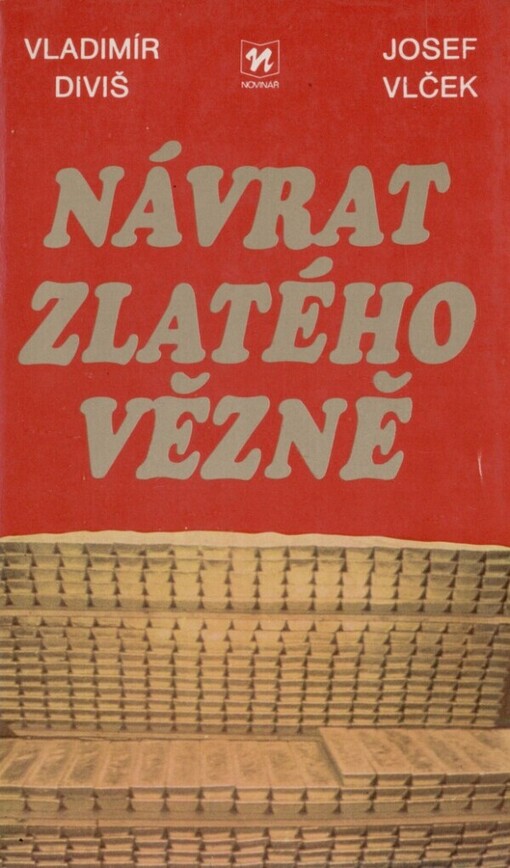 VLADIMÍR
DIVIŠ
n
NOVINÁŘ
JOSEF
VLČEK
NÁVRAT
ZLATÉHO
VĚZNĚ